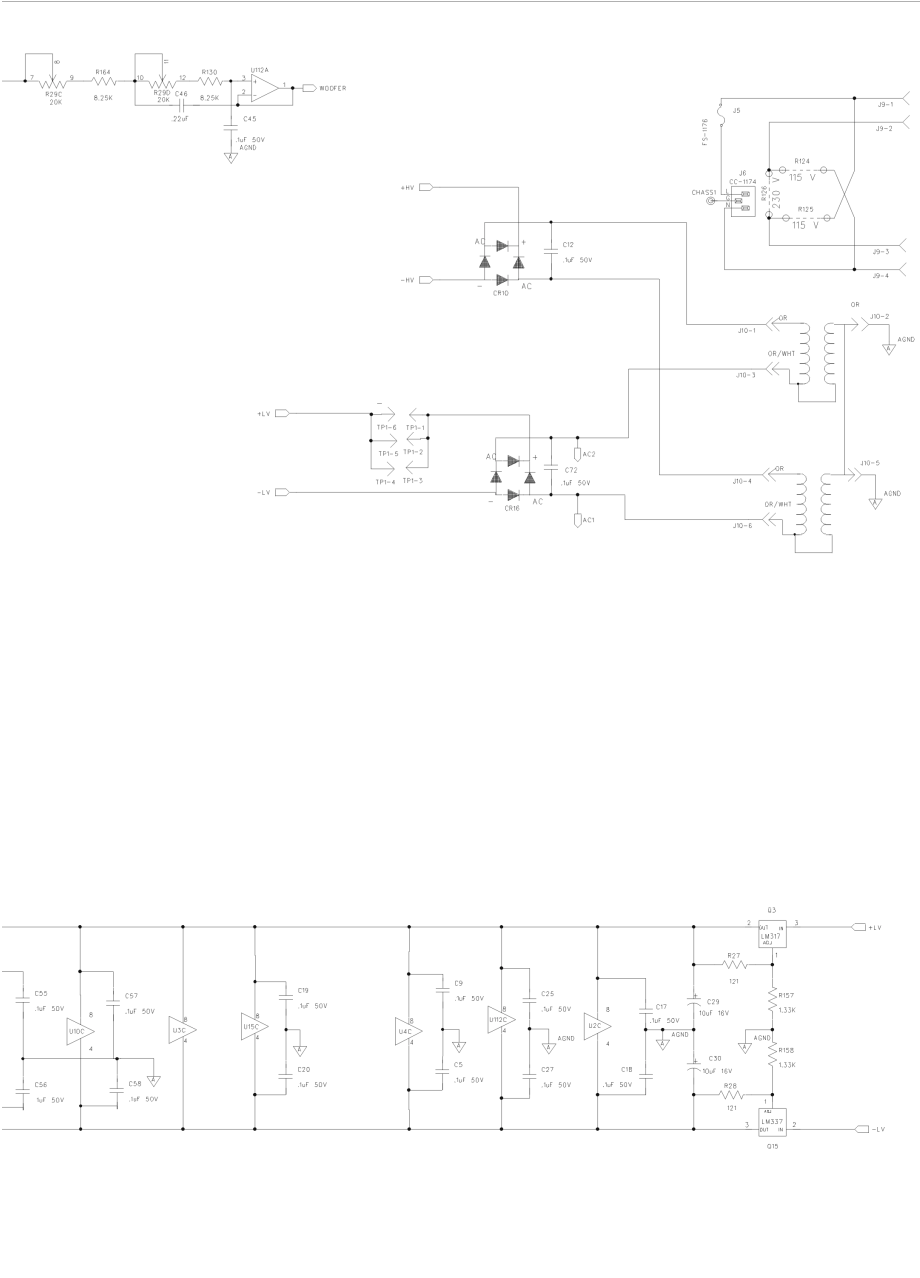 8
11
7
9
R164
10
12
R130
3
U112A
1
WOOFER
2
R29C
20K
8.25K
R29D
20K
C46
8.25K
.22uF
C45
.1uF 50V
AGND
A
J5
FS-1176
J9-1
J9-2
R124
115 V
J6
CC-1174
CHASS1
L
G
N
R126
230 V
R125
115 V
J9-3
J9-4
+HV
AC
+
C12
.1uF 50V
-HV
-
AC
CR10
OR
J10-1
OR
J10-2
AGND
A
OR/WHT
J10-3
+LV
-
TP1-6
TP1-1
TP1-5
TP1-2
TP1-4
TP1-3
AC
+
AC2
C72
.1uF 50V
-LV
-
AC
CR16
AC1
OR
J10-4
J10-5
AGND
A
OR/WHT
J10-6
Q3
2
OUT IN
3
LM317
ADJ
+LV
1
R27
121
C55
.1uF 50V
C57
.1uF 50V
U10C
8
4
A
C56
.1uF 50V
C58
.1uF 50V
U3C
8
4
U15C
8
4
C19
.1uF 50V
A
C20
.1uF 50V
U4C
8
4
C9
.1uF 50V
A
C5
.1uF 50V
U112C
8
4
C25
.1uF 50V
AGND
A
C27
.1uF 50V
U2C
8
4
C17
.1uF 50V
AGND
A
C18
.1uF 50V
+
C29
10uF 16V
R157
1.33K
AGND
A
+
C30
10uF 16V
R158
1.33K
R28
121
1
ADJ
LM337
3
OUT IN
2
-LV
Q15